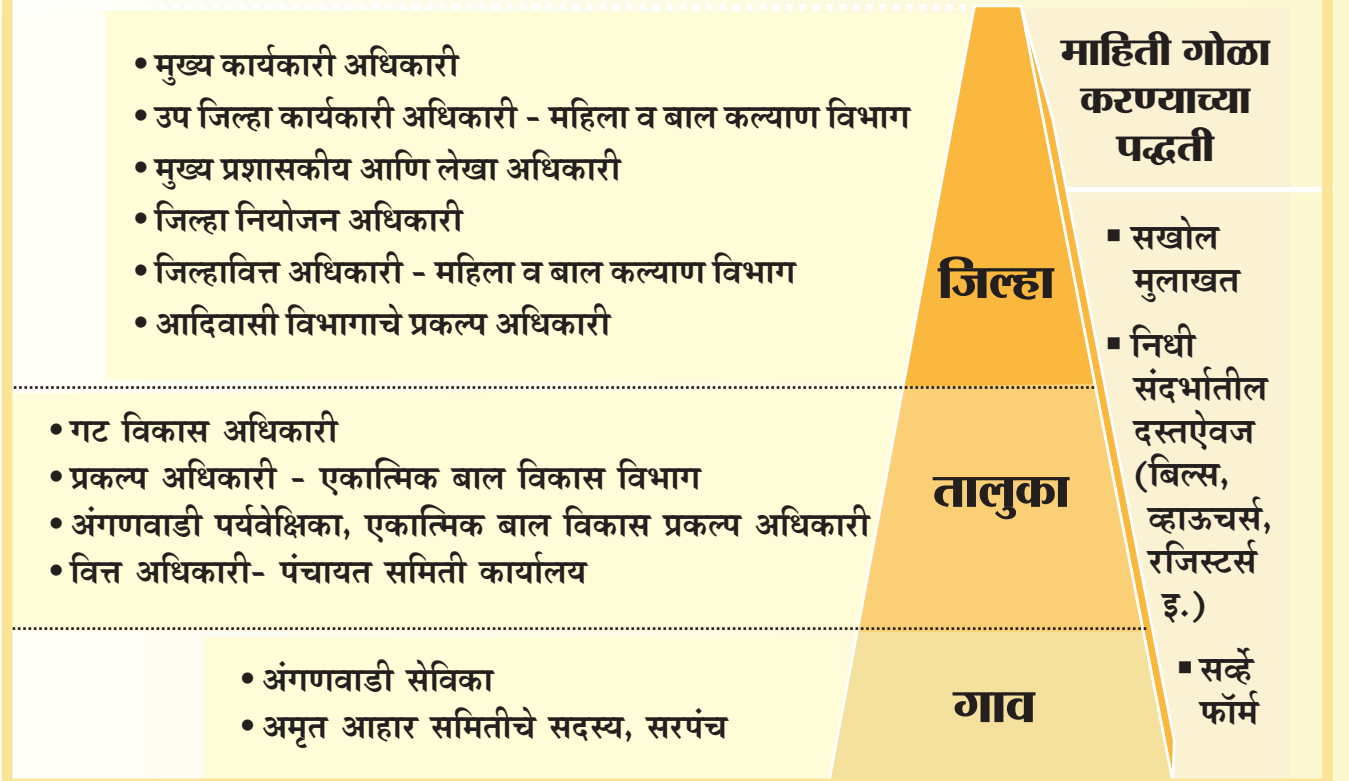 • मुख्य कार्यकारी अधिकारी
• उप जिल्हा कार्यकारी अधिकारी - महिला व बाल कल्याण विभाग
• मुख्य प्रशासकीय आणि लेखा अधिकारी
• जिल्हा नियोजन अधिकारी
• जिल्हावित्त अधिकारी - महिला व बाल कल्याण विभाग
• आदिवासी विभागाचे प्रकल्प अधिकारी
जिल्हा
• गट विकास अधिकारी
• प्रकल्प अधिकारी - एकात्मिक बाल विकास विभाग
• अंगणवाडी पर्यवेक्षिका, एकात्मिक बाल विकास प्रकल्प अधिकारी
• वित्त अधिकारी- पंचायत समिती कार्यालय
तालुका
• अंगणवाडी सेविका
• अमृत आहार समितीचे सदस्य, सरपंच
गाव
माहिती गोळा
करण्याच्या
पद्धती
▪ सखोल
मुलाखत
▪ निधी
संदर्भातील
दस्तऐवज
(बिल्स,
व्हाऊचर्स,
रजिस्टर्स
इ.)
▪ सर्व्हे
फॉर्म